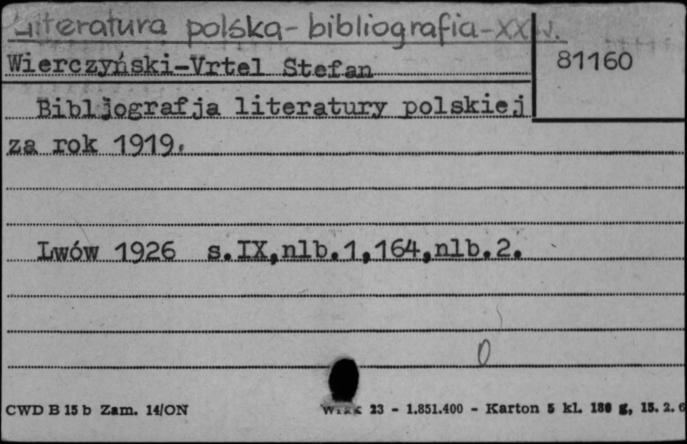 Literatura polska - bibliografia - XX w.
81160
Wierczyński-Vrtel Stefan
Bibljografja literatury polskiej
za rok 1919.
Lwów 1926 s.IX,nlb.1,164,nlb.2.
0
CWD B 15 b Zam. 14/ON
23 - 1.851.400 - Karton 5 kl. 180 g, 15. 2. 6